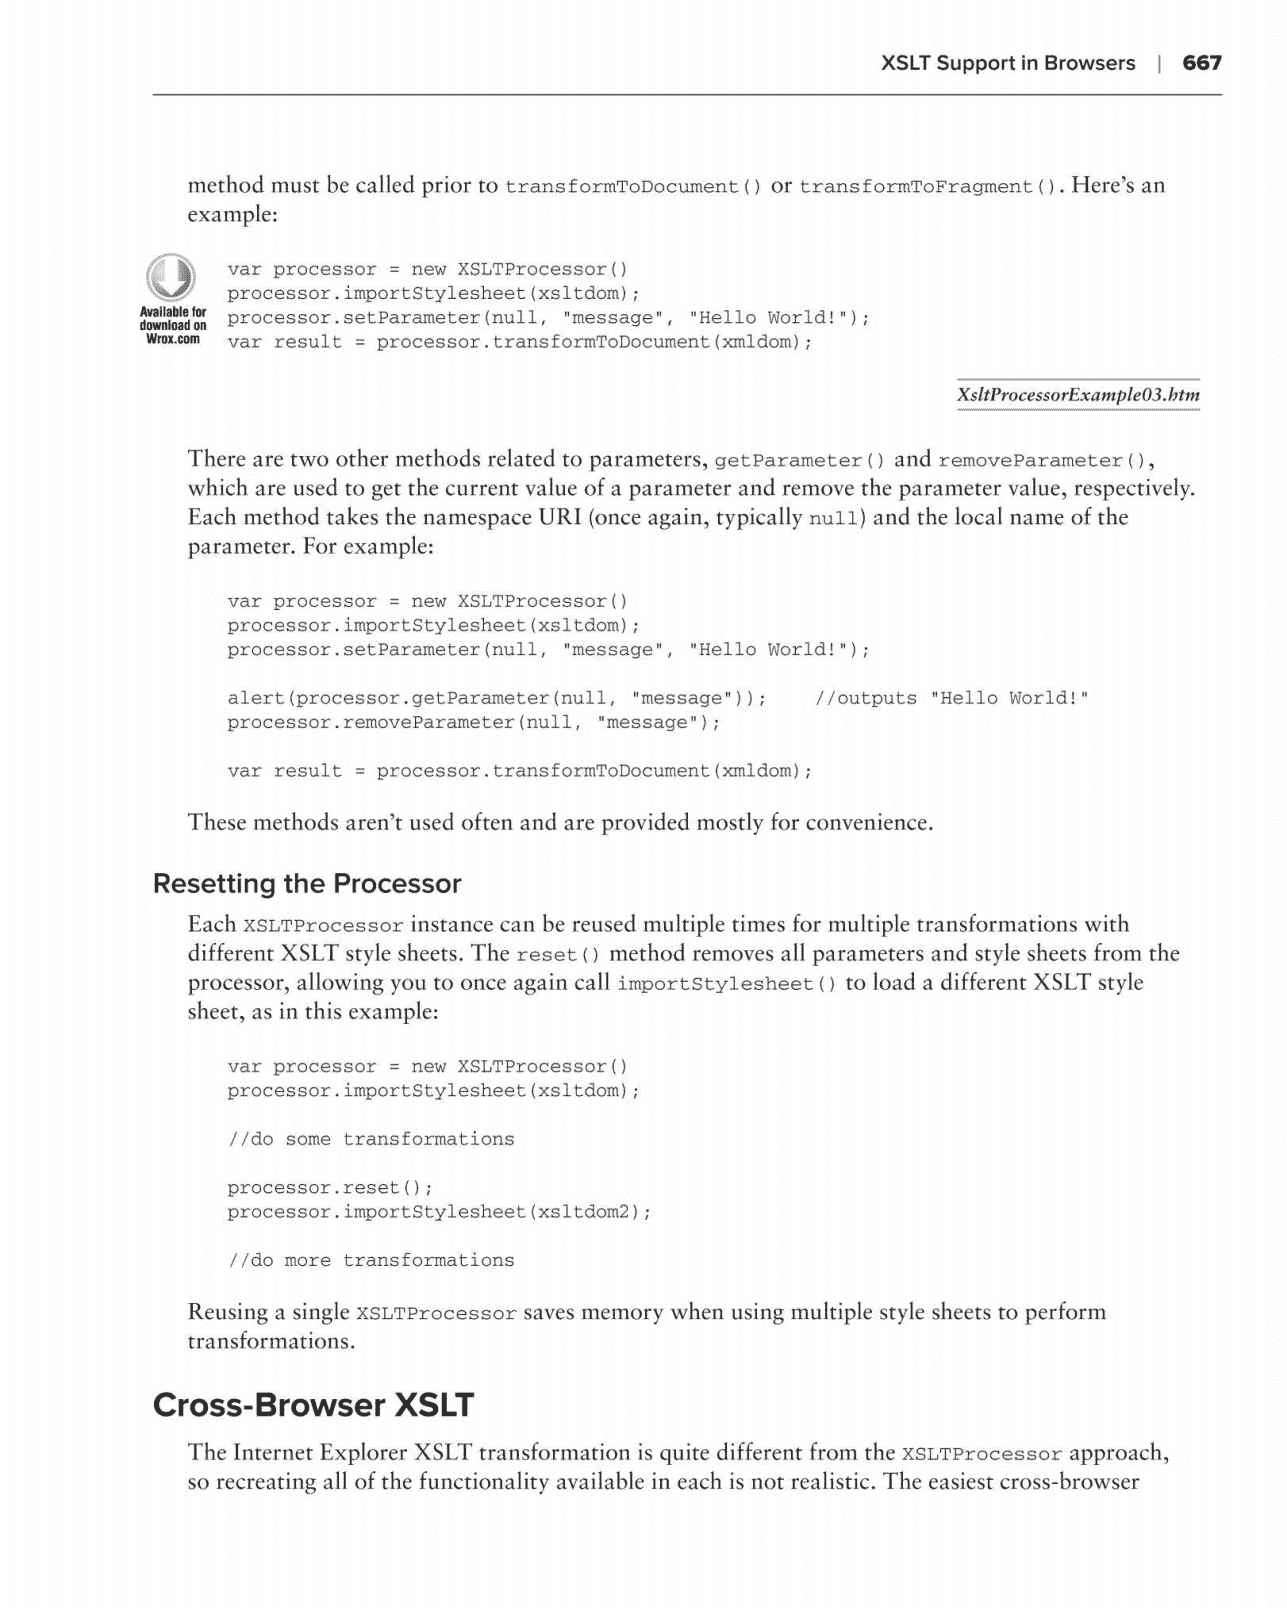 XSLT Support in Browsers | 667
method must be called prior to transformToDocument() or transformToFragment(). Here’s an
example:
var processor = new XSLTProcessor()
processor.importStylesheet(xsltdom);
processor.setParameter(null, "message", "Hello World!");
var result = processor.transformToDocument(xmldom);
Available for
download on
Wrox.com
XsltProcessorExample03.htm
There are two other methods related to parameters, getParameter() and removeParameter(),
which are used to get the current value of a parameter and remove the parameter value, respectively.
Each method takes the namespace URI (once again, typically null) and the local name of the
parameter. For example:
var processor = new XSLTProcessor()
processor.importStylesheet(xsltdom);
processor.setParameter(null, "message", "Hello World!");
alert(processor.getParameter(null, "message")); //outputs "Hello World!"
processor.removeParameter(null, "message");
var result = processor.transformToDocument(xmldom);
These methods aren’t used often and are provided mostly for convenience.
Resetting the Processor
Each XSLTProcessor instance can be reused multiple times for multiple transformations with
different XSLT style sheets. The reset() method removes all parameters and style sheets from the
processor, allowing you to once again call importStylesheet() to load a different XSLT style
sheet, as in this example:
var processor = new XSLTProcessor()
processor.importStylesheet(xsltdom);
//do some transformations
processor.reset();
processor.importStylesheet(xsltdom2);
//do more transformations
Reusing a single XSLTProcessor saves memory when using multiple style sheets to perform
transformations.
Cross-Browser XSLT
The Internet Explorer XSLT transformation is quite different from the XSLTProcessor approach,
so recreating all of the functionality available in each is not realistic. The easiest cross-browser